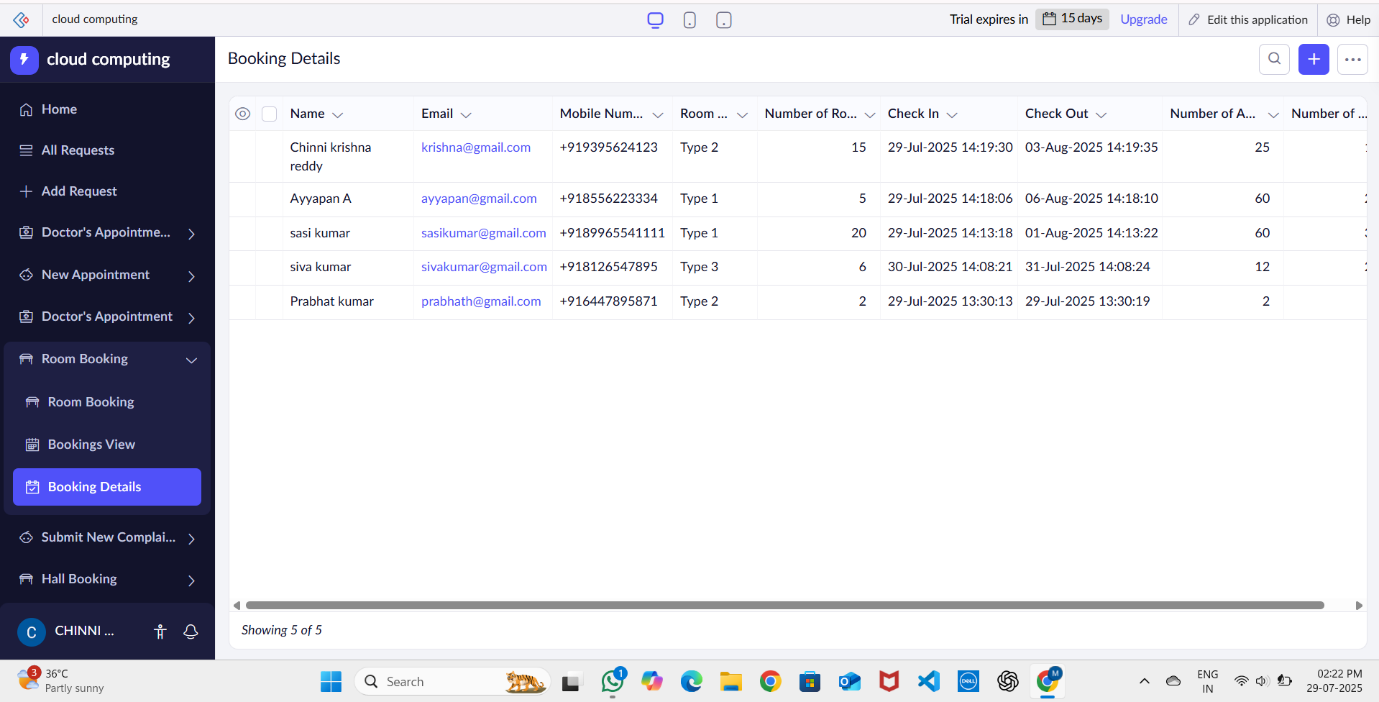 cloud computing
Trial expires in 15 days Upgrade Edit this application Help
cloud computing
Booking Details
Home
All Requests
Add Request
Doctor's Appointme...
New Appointment
Doctor's Appointment
Room Booking
Room Booking
Bookings View
Booking Details
Submit New Complai...
Hall Booking
C CHINNI ...
Name Email Mobile Num... Room ... Number of Ro... Check In Check Out Number of A... Number of ...
Chinni krishna krishna@gmail.com +919395624123 Type 2 15 29-Jul-2025 14:19:30 03-Aug-2025 14:19:35 25
reddy
Ayyapan A ayyapan@gmail.com +918556223334 Type 1 5 29-Jul-2025 14:18:06 06-Aug-2025 14:18:10 60
sasi kumar sasikumar@gmail.com +9189965541111 Type 1 20 29-Jul-2025 14:13:18 01-Aug-2025 14:13:22 60
siva kumar sivakumar@gmail.com +918126547895 Type 3 6 30-Jul-2025 14:08:21 31-Jul-2025 14:08:24 12
Prabhat kumar prabhath@gmail.com +916447895871 Type 2 2 29-Jul-2025 13:30:13 29-Jul-2025 13:30:19 2
Showing 5 of 5
3 36°C
Partly sunny
Search
1
DELL
M
ENG
IN
02:22 PM
29-07-2025